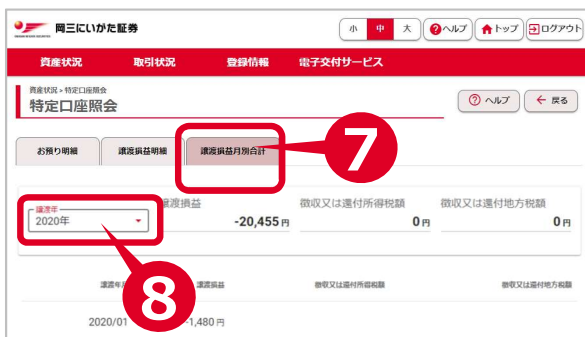 岡三にいがた証券
小 中 大 ヘルプ トップ ログアウト
資産状況 取引状況 登録情報 電子交付サービス
資産状況 > 特定口座照会
特定口座照会
ヘルプ 戻る
お預り明細 譲渡損益明細 譲渡損益月別合計
7
譲渡年
2020年
譲渡損益 徴収又は還付所得税額 徴収又は還付地方税額
-20,455 円 0 円 0 円
8
譲渡年 譲渡損益 徴収又は還付所得税額 徴収又は還付地方税額
2020/01 -1,480 円